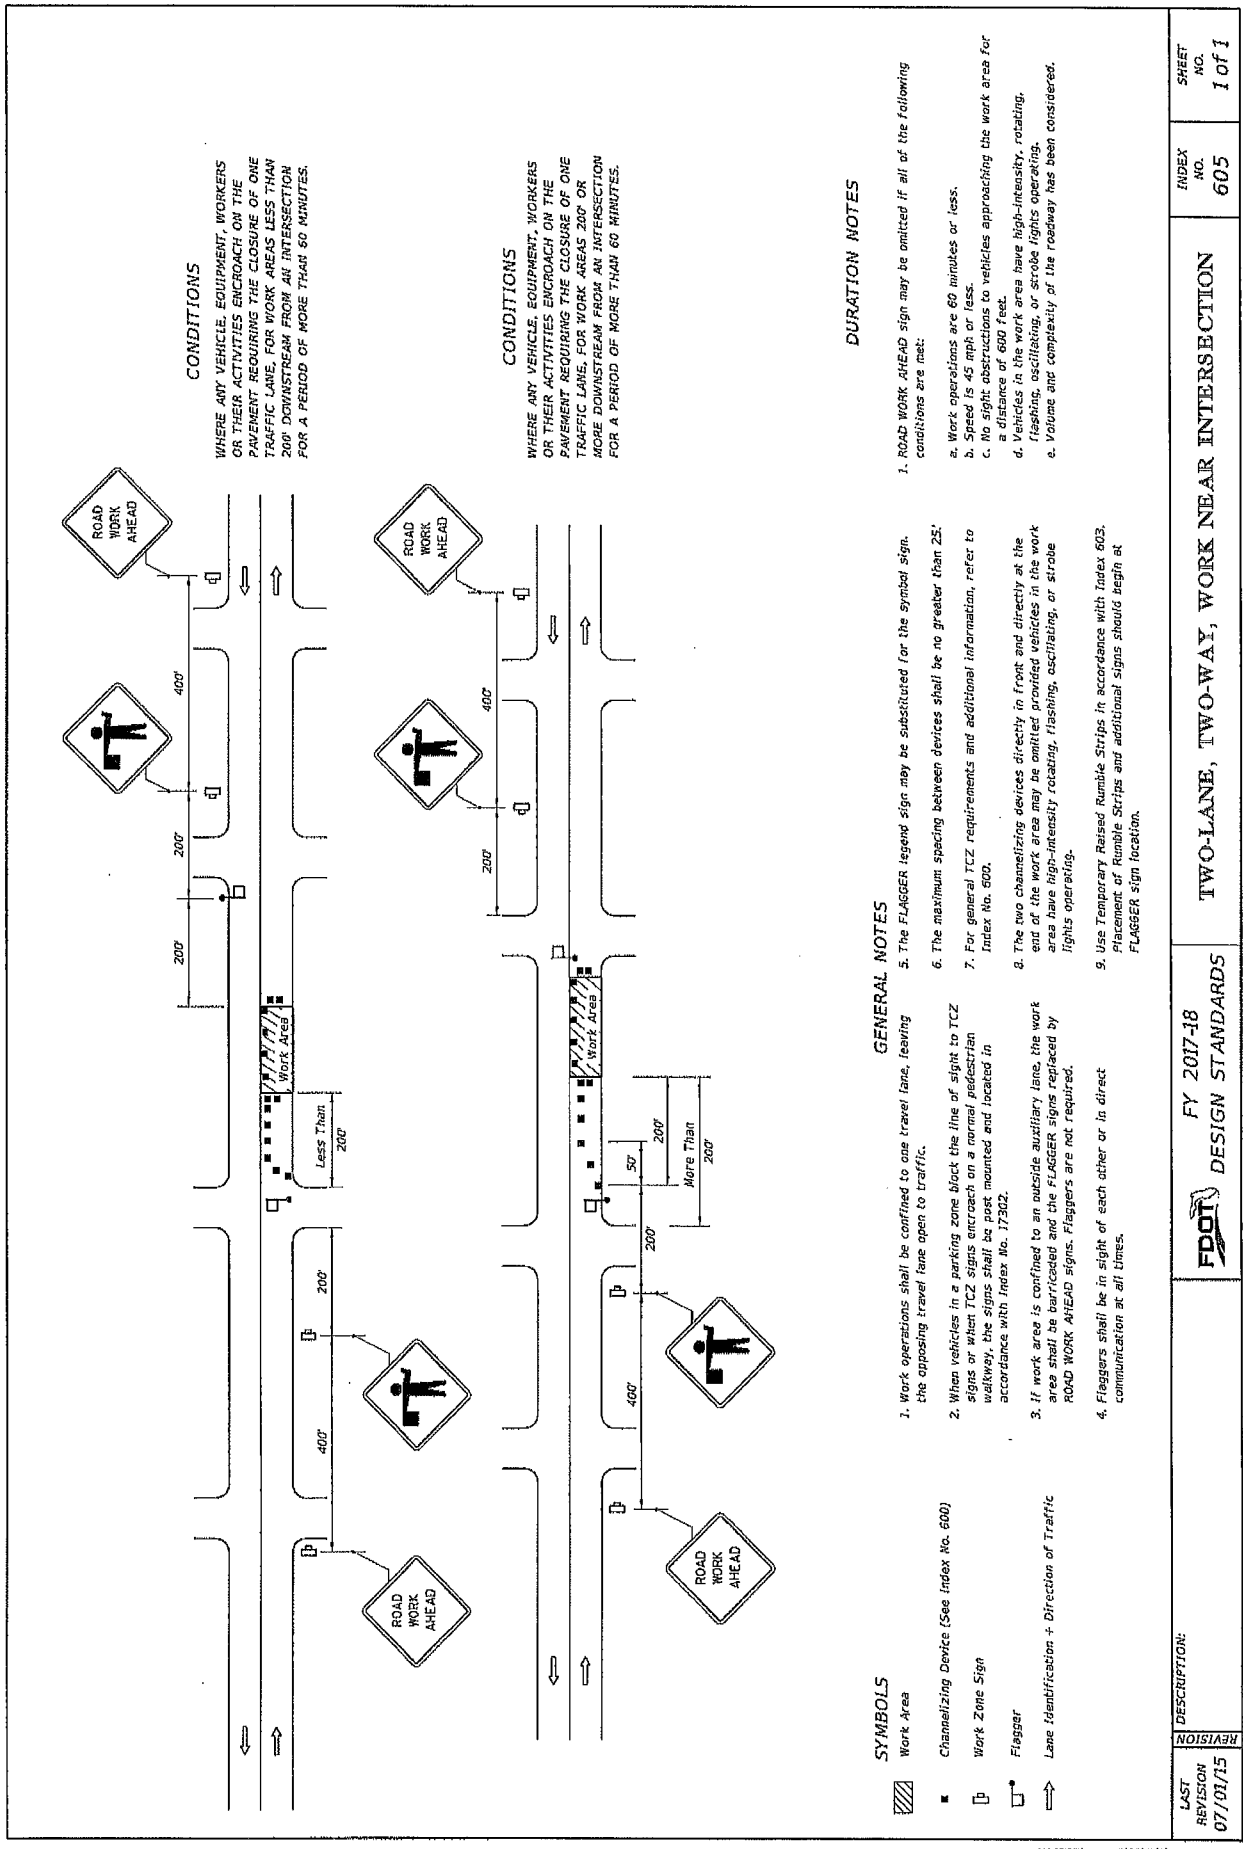 ROAD
WORK
AHEAD
400'
200'
200'
Work Area
Less Than
200'
200'
400'
ROAD
WORK
AHEAD
CONDITIONS
WHERE ANY VEHICLE, EQUIPMENT, WORKERS
OR THEIR ACTIVITIES ENCROACH ON THE
PAVEMENT REQUIRING THE CLOSURE OF ONE
TRAFFIC LANE, FOR WORK AREAS LESS THAN
200' DOWNSTREAM FROM AN INTERSECTION
FOR A PERIOD OF MORE THAN 60 MINUTES.
ROAD
WORK
AHEAD
400'
200'
Work Area
200'
50'
More Than
200'
200'
400'
ROAD
WORK
AHEAD
CONDITIONS
WHERE ANY VEHICLE, EQUIPMENT, WORKERS
OR THEIR ACTIVITIES ENCROACH ON THE
PAVEMENT REQUIRING THE CLOSURE OF ONE
TRAFFIC LANE, FOR WORK AREAS 200' OR
MORE DOWNSTREAM FROM AN INTERSECTION
FOR A PERIOD OF MORE THAN 60 MINUTES.
SYMBOLS
Work Area
Channelizing Device (See Index No. 600)
Work Zone Sign
Flagger
Lane Identification + Direction of Traffic
GENERAL NOTES
1. Work operations shall be confined to one travel lane, leaving
the opposing travel lane open to traffic.
2. When vehicles in a parking zone block the line of sight to TCZ
signs or when TCZ signs encroach on a normal pedestrian
walkway, the signs shall be post mounted and located in
accordance with Index No. 17302.
3. If work area is confined to an outside auxiliary lane, the work
area shall be barricaded and the FLAGGER signs replaced by
ROAD WORK AHEAD signs. Flaggers are not required.
4. Flaggers shall be in sight of each other or in direct
communication at all times.
5. The FLAGGER legend sign may be substituted for the symbol sign.
6. The maximum spacing between devices shall be no greater than 25'.
7. For general TCZ requirements and additional information, refer to
Index No. 600.
8. The two channelizing devices directly in front and directly at the
end of the work area may be omitted provided vehicles in the work
area have high-intensity rotating, flashing, oscillating, or strobe
lights operating.
9. Use Temporary Raised Rumble Strips in accordance with Index 603.
Placement of Rumble Strips and additional signs should begin at
FLAGGER sign location.
DURATION NOTES
1. ROAD WORK AHEAD sign may be omitted if all of the following
conditions are met:
a. Work operations are 60 minutes or less.
b. Speed is 45 mph or less.
c. No sight obstructions to vehicles approaching the work area for
a distance of 600 feet.
d. Vehicles in the work area have high-intensity, rotating,
flashing, oscillating, or strobe lights operating.
e. Volume and complexity of the roadway has been considered.
LAST
REVISION
07/01/15
REVISION
DESCRIPTION:
FDOT
FY 2017-18
DESIGN STANDARDS
TWO-LANE, TWO-WAY, WORK NEAR INTERSECTION
INDEX
NO.
605
SHEET
NO.
1 of 1